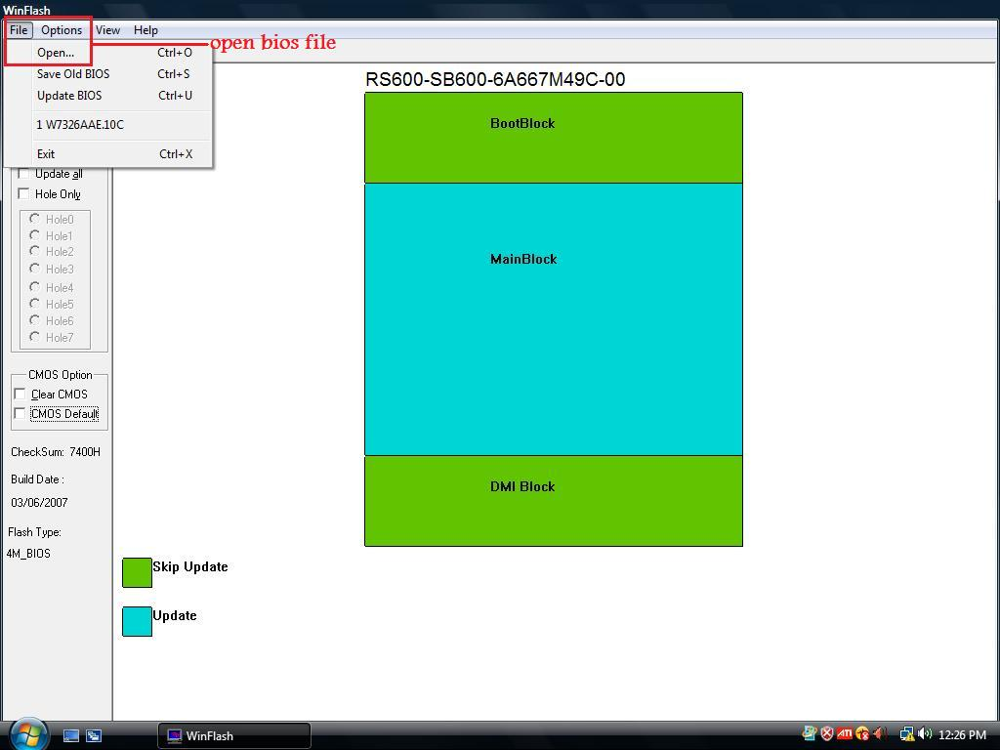 WinFlash
File Options View Help
open bios file
Open... Ctrl+O
Save Old BIOS Ctrl+S
Update BIOS Ctrl+U
1 W7326AAE.10C
Exit Ctrl+X
Update all
Hole Only
Hole0
Hole1
Hole2
Hole3
Hole4
Hole5
Hole6
Hole7
CMOS Option
Clear CMOS
CMOS Default
CheckSum: 7400H
Build Date :
03/06/2007
Flash Type:
4M_BIOS
RS600-SB600-6A667M49C-00
BootBlock
MainBlock
DMI Block
Skip Update
Update
WinFlash
ATI
12:26 PM